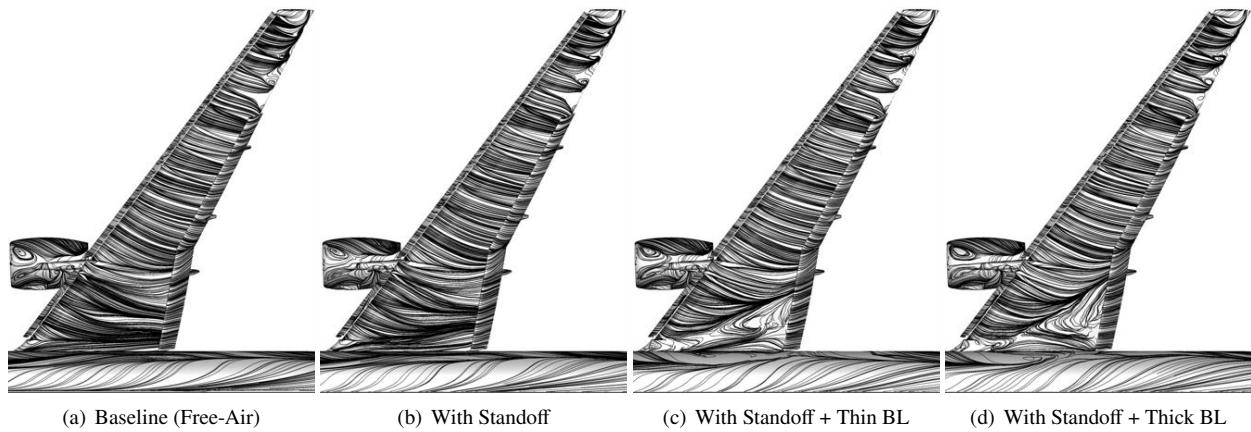 (a) Baseline (Free-Air)
(b) With Standoff
(c) With Standoff + Thin BL
(d) With Standoff + Thick BL